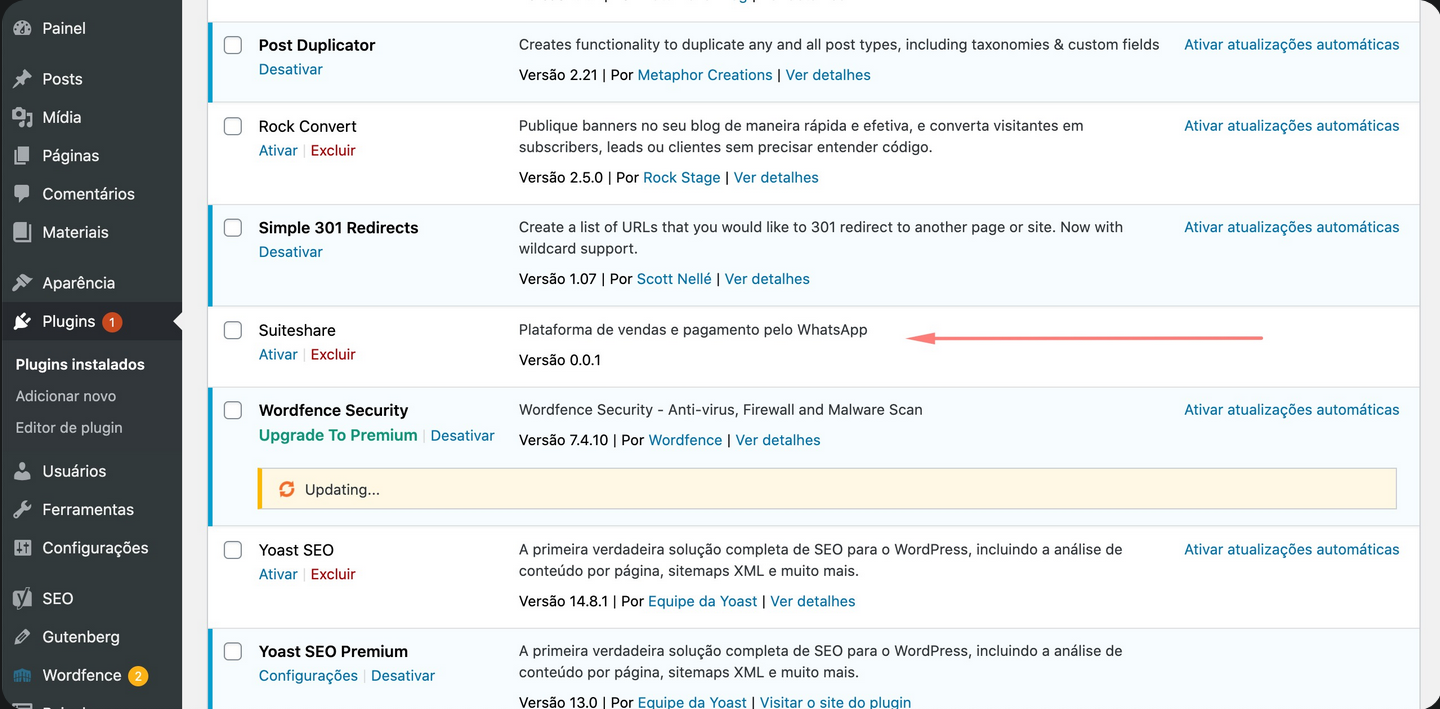 Painel
Posts
Mídia
Páginas
Comentários
Materiais
Aparência
Plugins 1
Plugins instalados
Adicionar novo
Editor de plugin
Usuários
Ferramentas
Configurações
SEO
Gutenberg
Wordfence 2
Post Duplicator
Desativar
Creates functionality to duplicate any and all post types, including taxonomies & custom fields
Versão 2.21 | Por Metaphor Creations | Ver detalhes
Ativar atualizações automáticas
Rock Convert
Ativar | Excluir
Publique banners no seu blog de maneira rápida e efetiva, e converta visitantes em
subscribers, leads ou clientes sem precisar entender código.
Versão 2.5.0 | Por Rock Stage | Ver detalhes
Ativar atualizações automáticas
Simple 301 Redirects
Desativar
Create a list of URLs that you would like to 301 redirect to another page or site. Now with
wildcard support.
Versão 1.07 | Por Scott Nellé | Ver detalhes
Ativar atualizações automáticas
Suiteshare
Ativar | Excluir
Plataforma de vendas e pagamento pelo WhatsApp
Versão 0.0.1
Wordfence Security
Upgrade To Premium | Desativar
Wordfence Security - Anti-virus, Firewall and Malware Scan
Versão 7.4.10 | Por Wordfence | Ver detalhes
Ativar atualizações automáticas
Updating...
Yoast SEO
Ativar | Excluir
A primeira verdadeira solução completa de SEO para o WordPress, incluindo a análise de
conteúdo por página, sitemaps XML e muito mais.
Versão 14.8.1 | Por Equipe da Yoast | Ver detalhes
Ativar atualizações automáticas
Yoast SEO Premium
Configurações | Desativar
A primeira verdadeira solução completa de SEO para o WordPress, incluindo a análise de
conteúdo por página, sitemaps XML e muito mais.
Versão 13.0 | Por Equipe da Yoast | Visitar o site do plugin